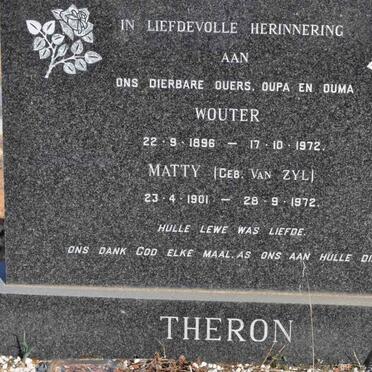 IN LIEFDEVOLLE HERINNERING
AAN
ONS DIERBARE OUERS, OUPA EN OUMA
WOUTER
22·9·1896 — 17·10·1972.
MATTY (GEB. VAN ZYL)
23·4·1901 — 28·9·1972.
HULLE LEWE WAS LIEFDE.
ONS DANK GOD ELKE MAAL, AS ONS AAN HULLE DI
THERON